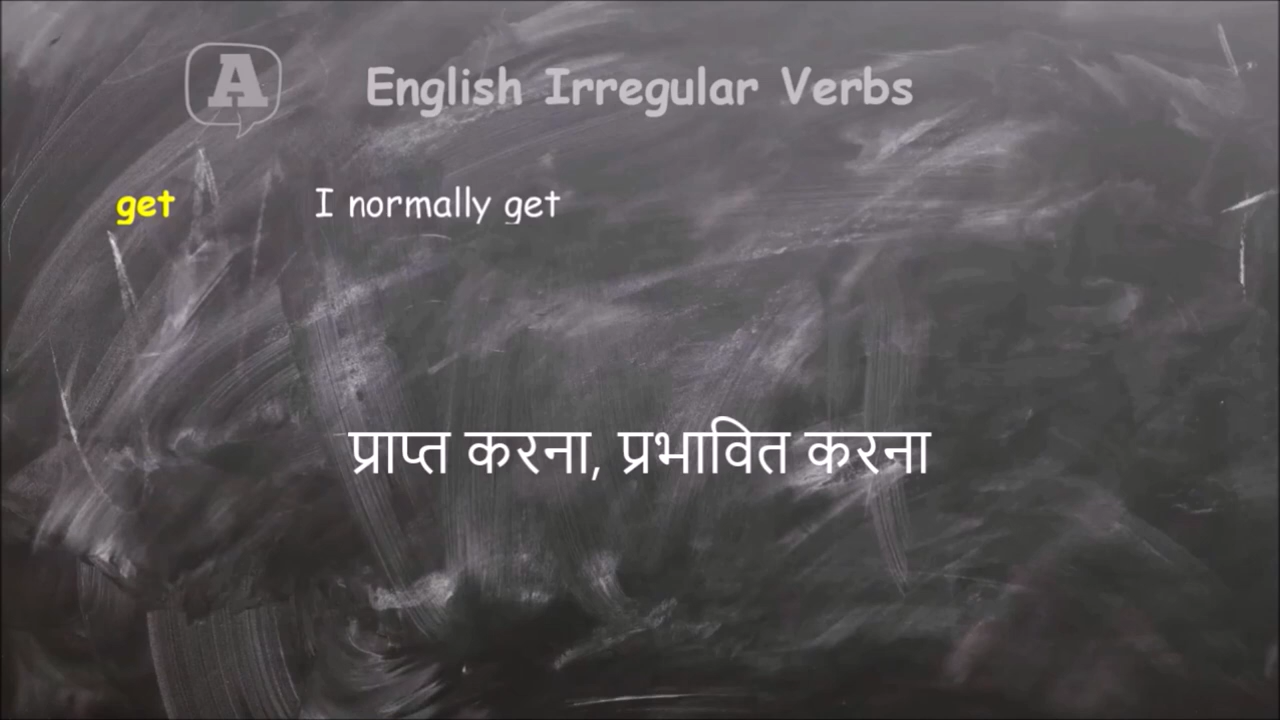 A
English Irregular Verbs
get I normally get
प्राप्त करना, प्रभावित करना